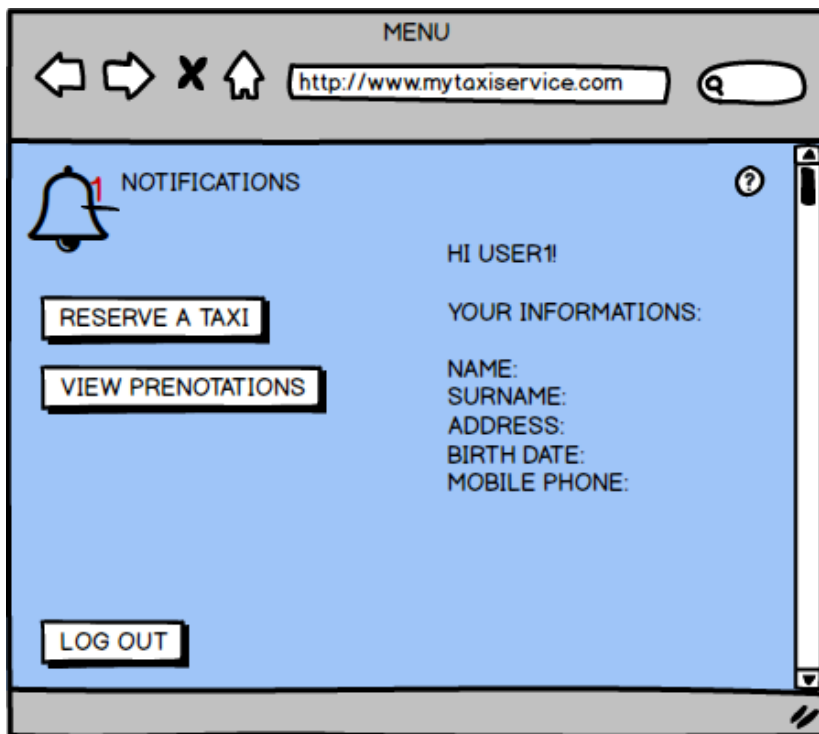 MENU
http://www.mytaxiservice.com
1 NOTIFICATIONS
?
HI USER1!
RESERVE A TAXI
YOUR INFORMATIONS:
VIEW PRENOTATIONS
NAME:
SURNAME:
ADDRESS:
BIRTH DATE:
MOBILE PHONE:
LOG OUT